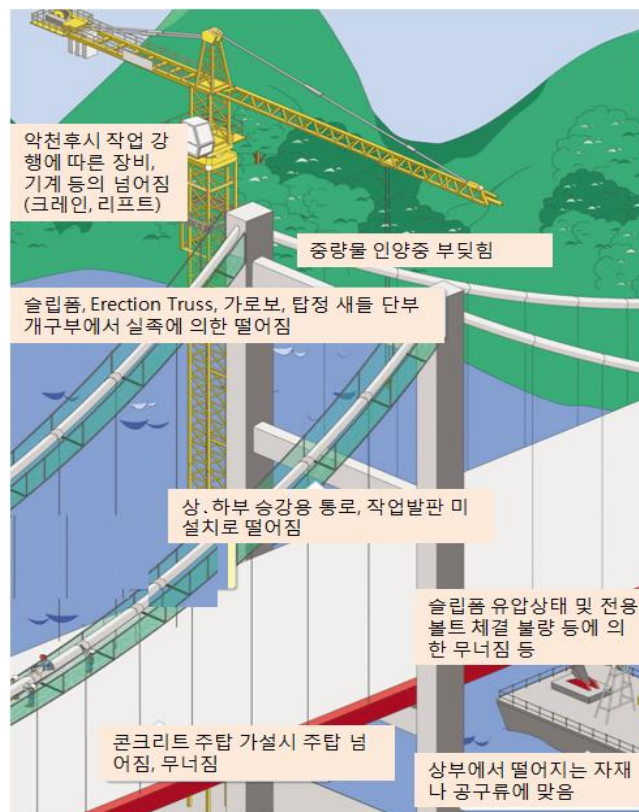 악천후시 작업 강
행에 따른 장비,
기계 등의 넘어짐
(크레인, 리프트)
중량물 인양중 부딪힘
슬립폼, Erection Truss, 가로보, 탑정 새들 단부
개구부에서 실족에 의한 떨어짐
상․하부 승강용 통로, 작업발판 미
설치로 떨어짐
슬립폼 유압상태 및 전용
볼트 체결 불량 등에 의
한 무너짐 등
콘크리트 주탑 가설시 주탑 넘
어짐, 무너짐
상부에서 떨어지는 자재
나 공구류에 맞음